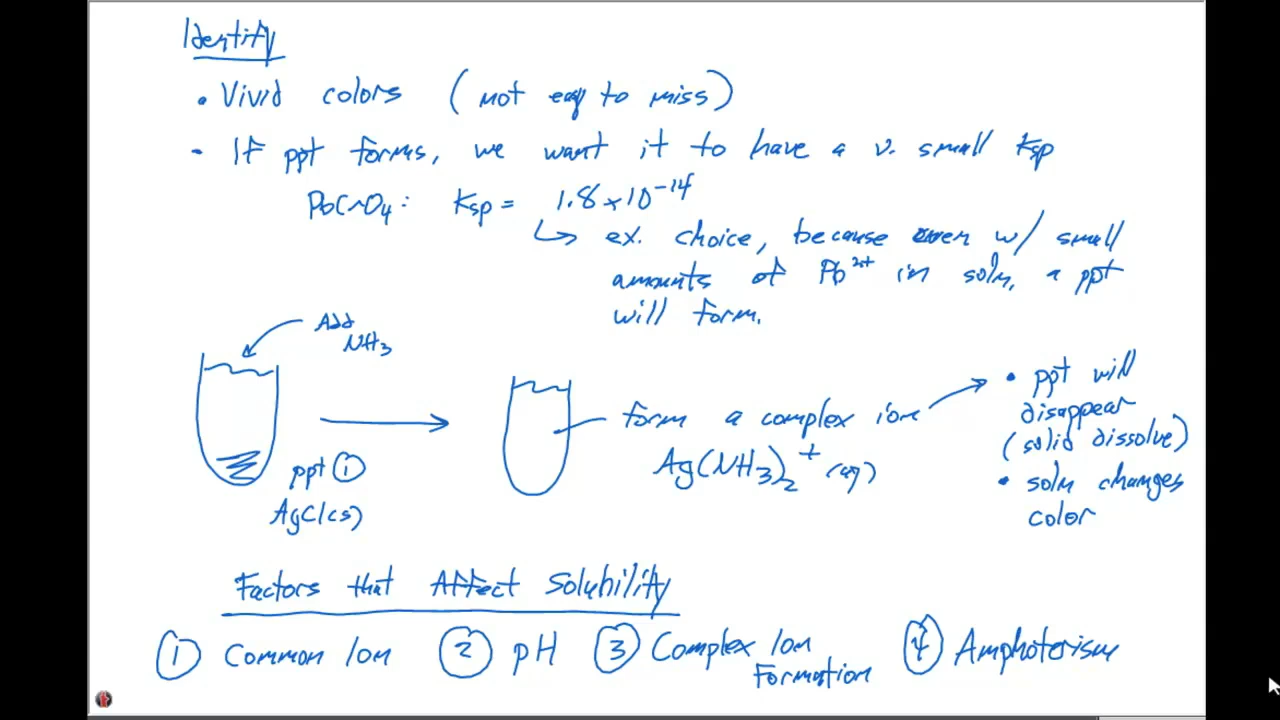 Identify
• Vivid colors (not easy to miss)
• If ppt forms, we want it to have a v. small Ksp
PbCrO4: Ksp = 1.8 × 10^-14
↳ ex. choice, because even w/ small
amounts of Pb^2+ in soln, a ppt
will form.
Add
NH3
ppt ①
AgCl(s)
form a complex ion
Ag(NH3)2^+ (aq)
• ppt will
disappear
(solid dissolve)
• soln changes
color
Factors that Affect Solubility
① Common Ion ② pH ③ Complex Ion
Formation
④ Amphoterism